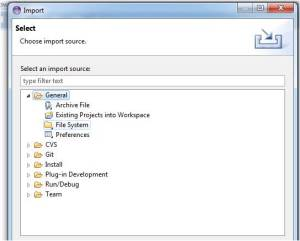 Import
Select
Choose import source.
Select an import source:
type filter text
General
Archive File
Existing Projects into Workspace
File System
Preferences
CVS
Git
Install
Plug-in Development
Run/Debug
Team